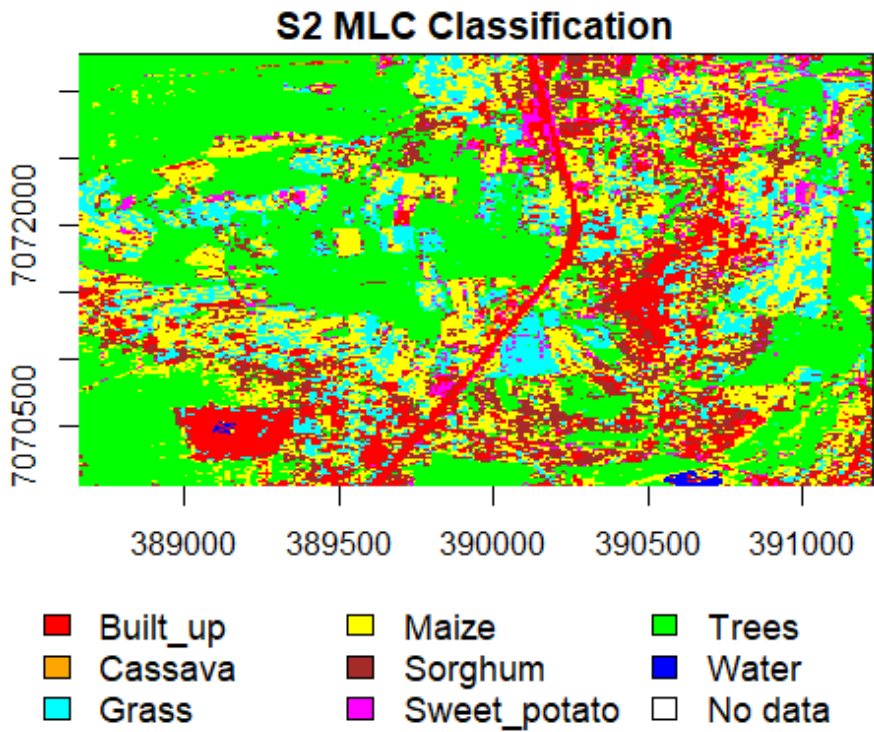 S2 MLC Classification
7072000
7070500
389000 389500 390000 390500 391000
Built_up Maize Trees
Cassava Sorghum Water
Grass Sweet_potato No data